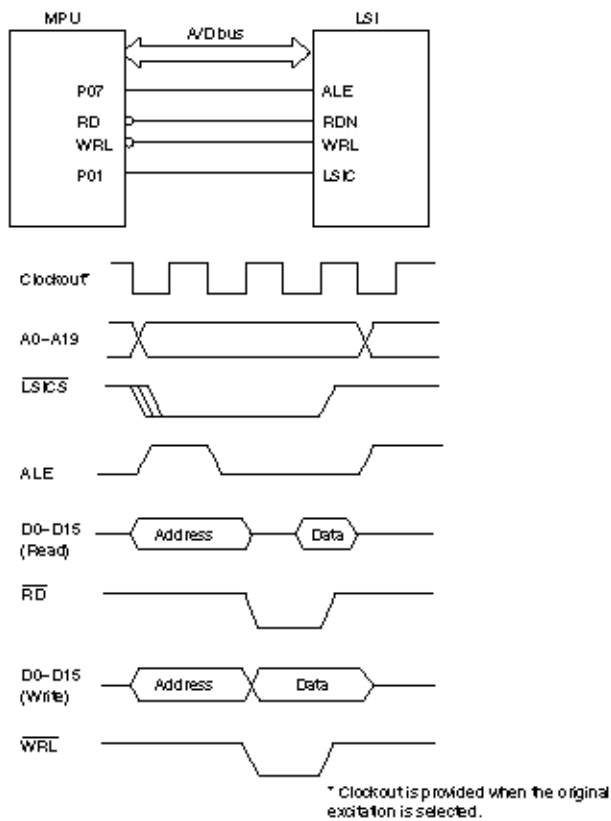 MPU LSI
A/D bus
P07 ALE
RD RDN
WRL WRL
P01 LSIC
Clockout*
A0-A19
LSICS
ALE
D0-D15
(Read)
Address Data
RD
D0-D15
(Write)
Address Data
WRL
* Clockout is provided when the original
excitation is selected.